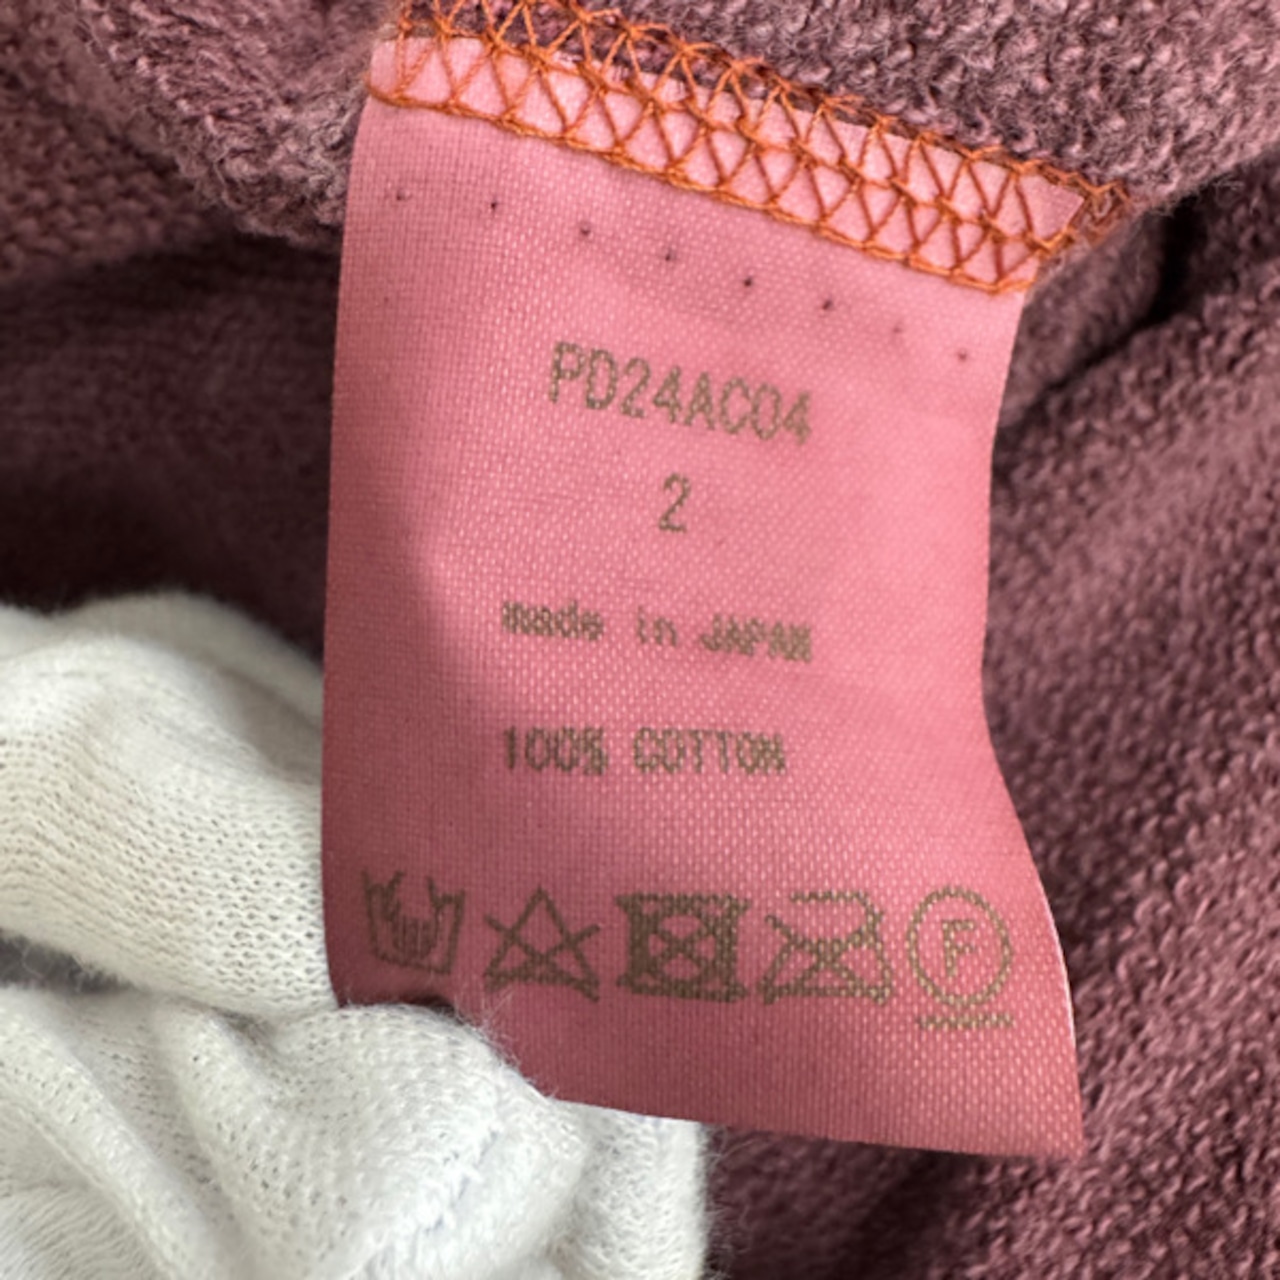 PD24AC04
2
made in JAPAN
100% COTTON
F